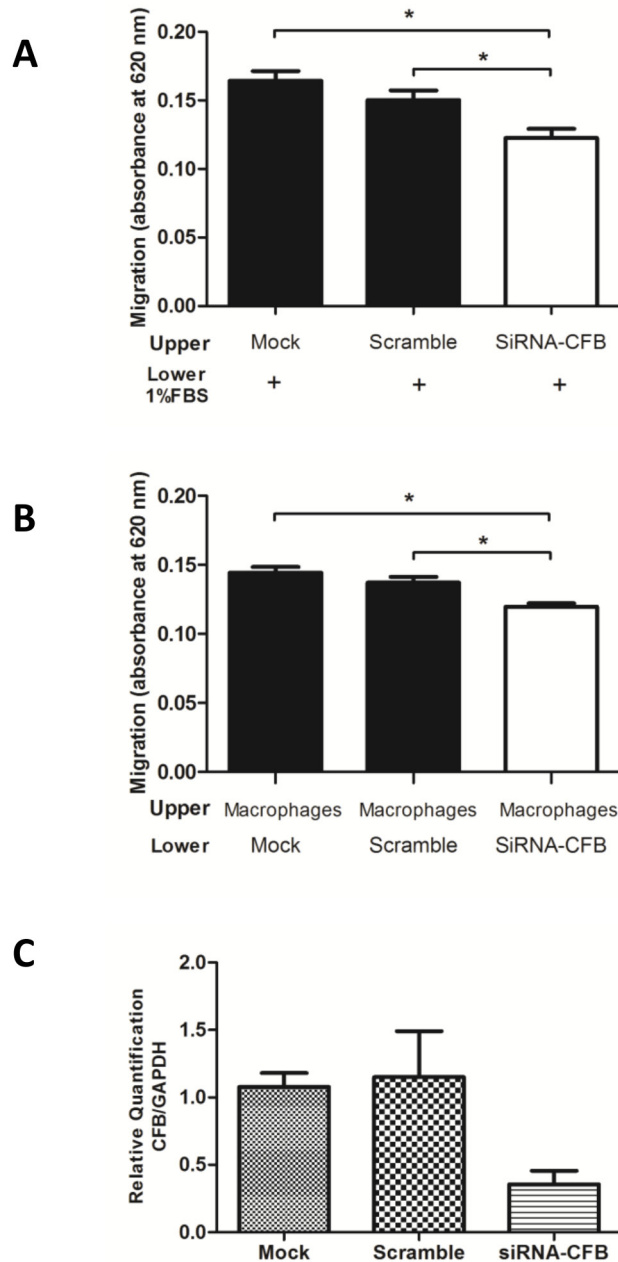 A
Migration (absorbance at 620 nm)
0.20
0.15
0.10
0.05
0.00
*
*
Upper Mock Scramble SiRNA-CFB
Lower + + +
1%FBS
B
Migration (absorbance at 620 nm)
0.20
0.15
0.10
0.05
0.00
*
*
Upper Macrophages Macrophages Macrophages
Lower Mock Scramble SiRNA-CFB
C
Relative Quantification
CFB/GAPDH
2.0
1.5
1.0
0.5
0.0
Mock Scramble siRNA-CFB